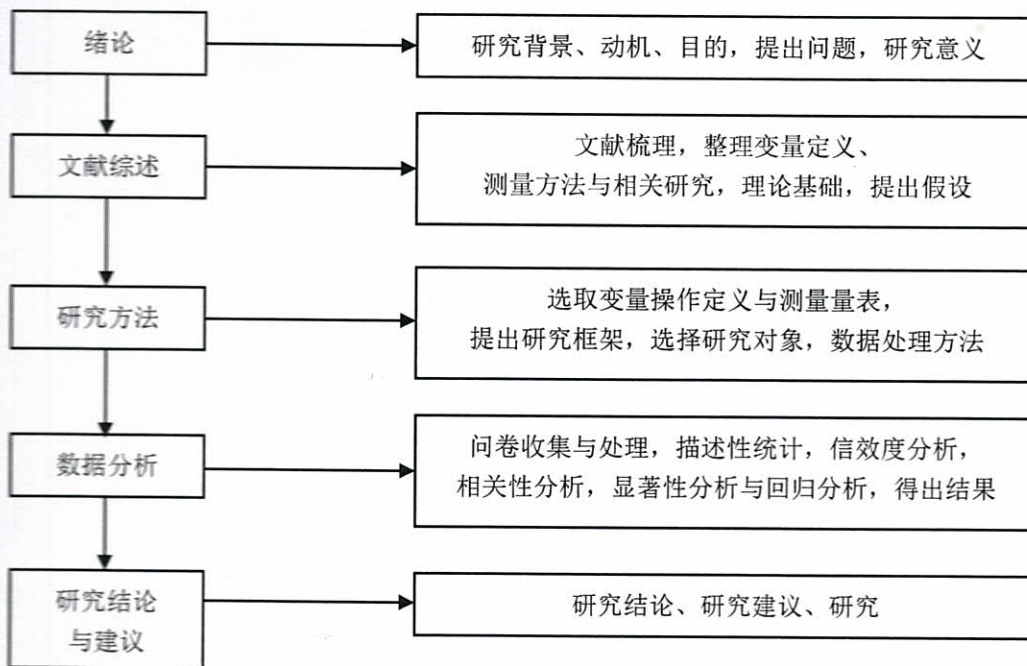 绪论
研究背景、动机、目的，提出问题，研究意义
文献综述
文献梳理，整理变量定义、
测量方法与相关研究，理论基础，提出假设
研究方法
选取变量操作定义与测量量表，
提出研究框架，选择研究对象，数据处理方法
数据分析
问卷收集与处理，描述性统计，信效度分析，
相关性分析，显著性分析与回归分析，得出结果
研究结论
与建议
研究结论、研究建议、研究